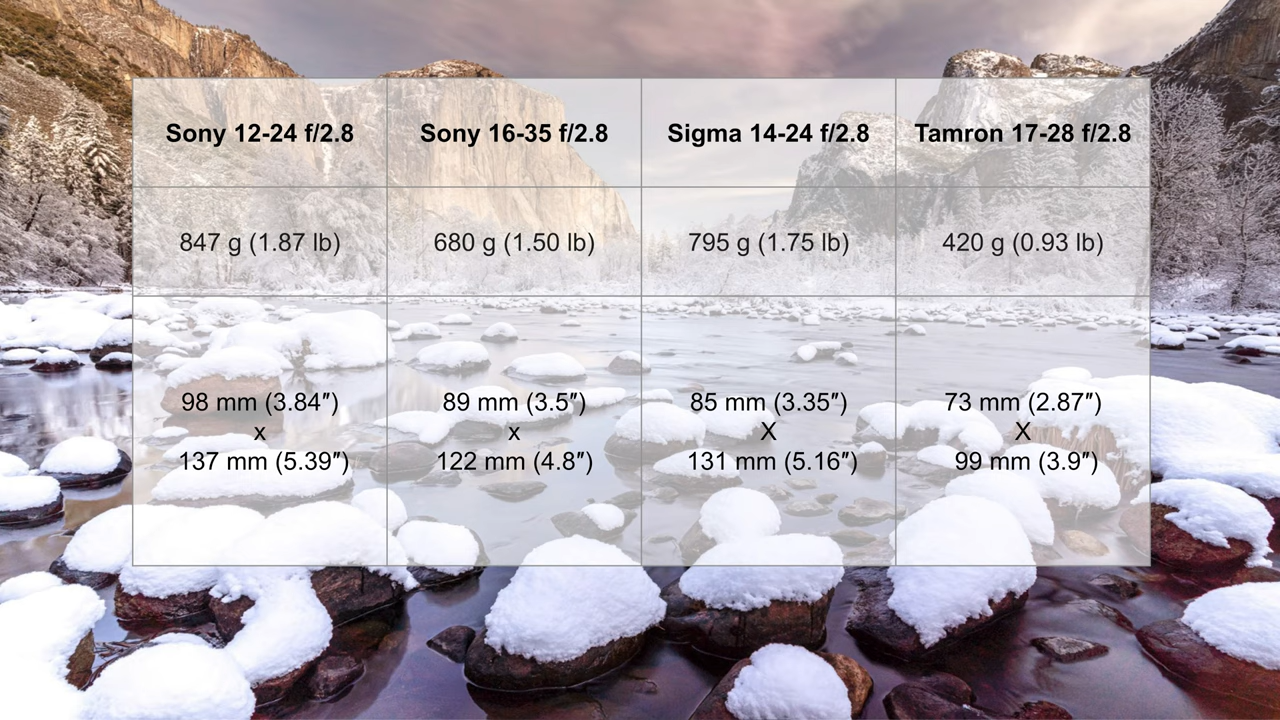 Sony 12-24 f/2.8
Sony 16-35 f/2.8
Sigma 14-24 f/2.8
Tamron 17-28 f/2.8
847 g (1.87 lb)
680 g (1.50 lb)
795 g (1.75 lb)
420 g (0.93 lb)
98 mm (3.84″)
x
137 mm (5.39″)
89 mm (3.5″)
x
122 mm (4.8″)
85 mm (3.35″)
X
131 mm (5.16″)
73 mm (2.87″)
X
99 mm (3.9″)